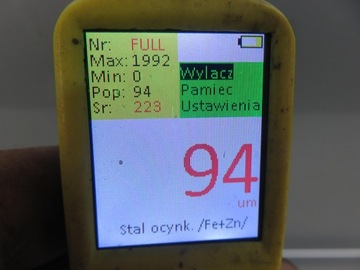 Nr: FULL
Max: 1992
Min: 0
Pop: 94
Sr: 223
Wylacz
Pamiec
Ustawienia
94
um
Stal ocynk. /Fe+Zn/